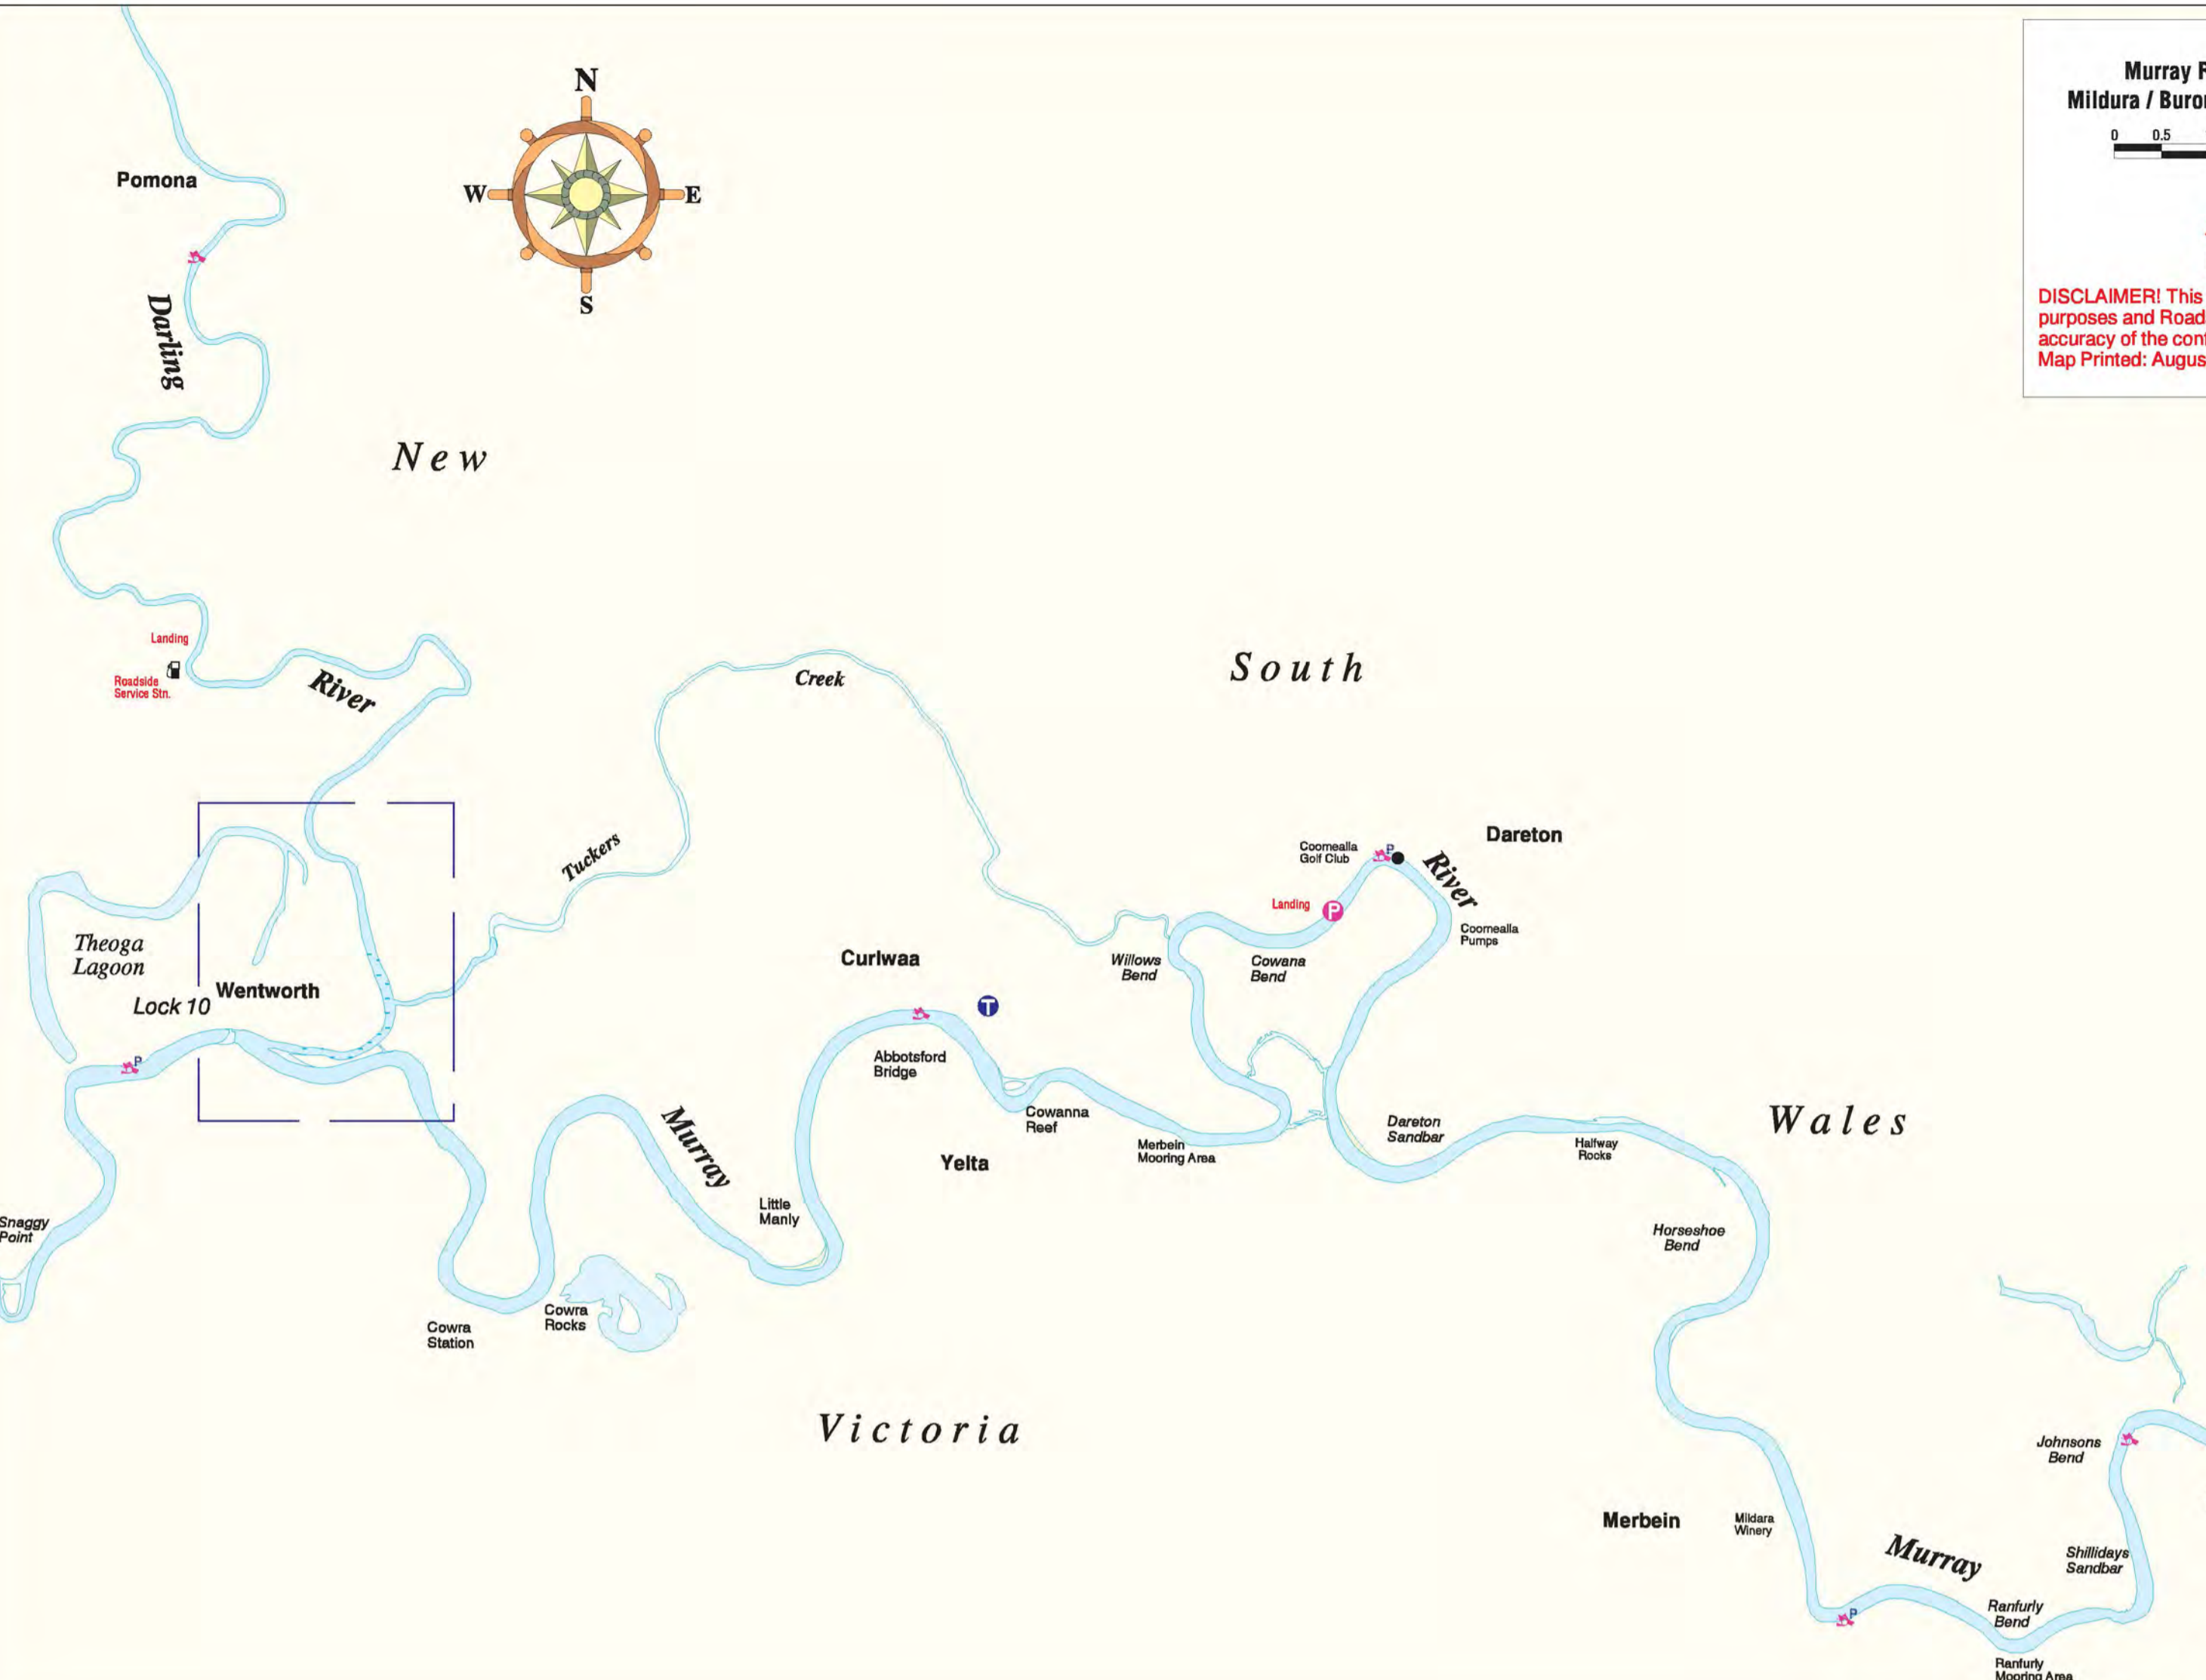 N
W
E
S
Murray R
Mildura / Buro
0 0.5
DISCLAIMER! This
purposes and Road
accuracy of the con
Map Printed: Augus
Pomona
Darling
New
Landing
Roadside
Service Stn.
River
Creek
South
Tuckers
Dareton
Coomealla
Golf Club
P
River
Landing
P
Coomealla
Pumps
Theoga
Lagoon
Lock 10
Wentworth
Curlwaa
Willows
Bend
Cowana
Bend
T
P
Abbotsford
Bridge
Cowanna
Reef
Murray
Dareton
Sandbar
Wales
Merbein
Mooring Area
Halfway
Rocks
Yelta
Little
Manly
Snaggy
Point
Horseshoe
Bend
Cowra
Rocks
Cowra
Station
Victoria
Johnsons
Bend
Merbein
Mildara
Winery
Murray
Shillidays
Sandbar
P
Ranfurly
Bend
Ranfurly
Mooring Area